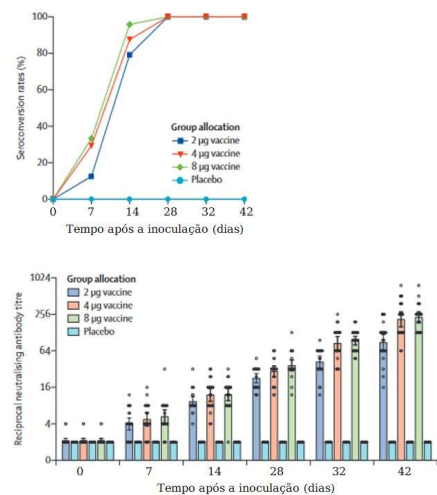 100
80
60
40
20
0
Seroconversion rates (%)
Group allocation
2 µg vaccine
4 µg vaccine
8 µg vaccine
Placebo
0 7 14 28 32 42
Tempo após a inoculação (dias)
1024
256
64
16
4
0
Reciprocal neutralising antibody titre
Group allocation
2 µg vaccine
4 µg vaccine
8 µg vaccine
Placebo
0 7 14 28 32 42
Tempo após a inoculação (dias)